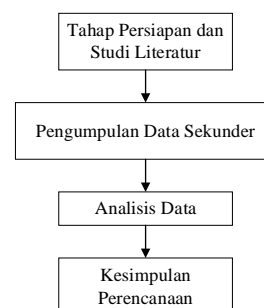 Tahap Persiapan dan
Studi Literatur
Pengumpulan Data Sekunder
Analisis Data
Kesimpulan
Perencanaan